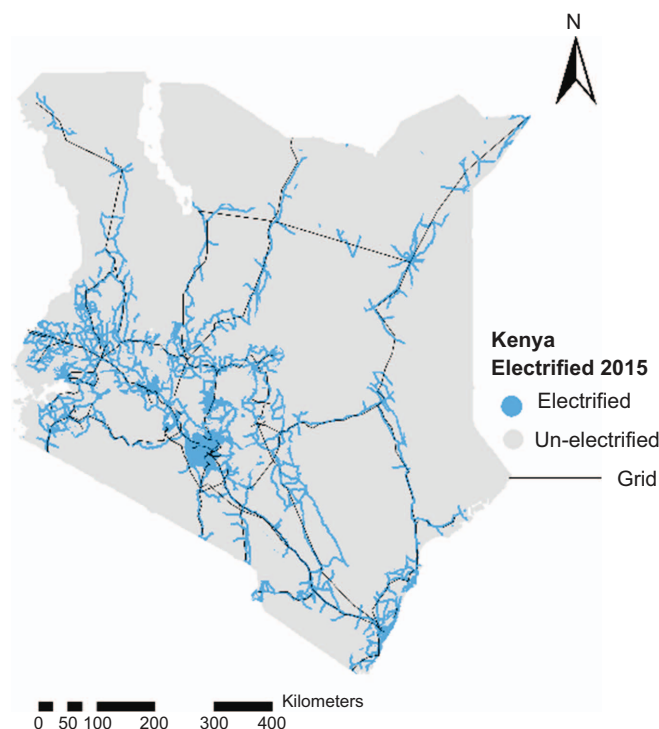 N
Kenya
Electrified 2015
Electrified
Un-electrified
Grid
Kilometers
0 50 100 200 300 400